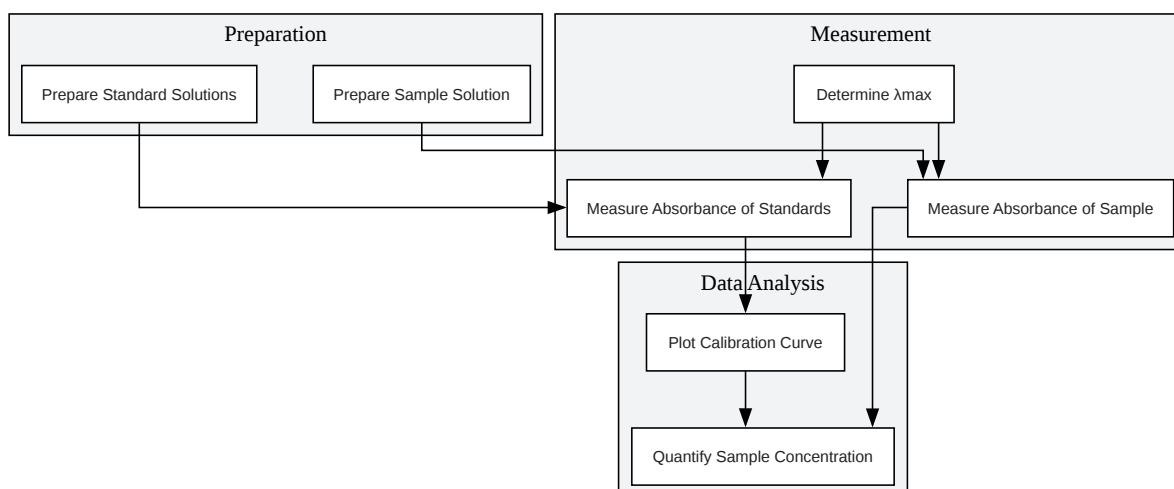 Preparation
Prepare Standard Solutions
Prepare Sample Solution
Measurement
Determine λmax
Measure Absorbance of Standards
Measure Absorbance of Sample
Data Analysis
Plot Calibration Curve
Quantify Sample Concentration